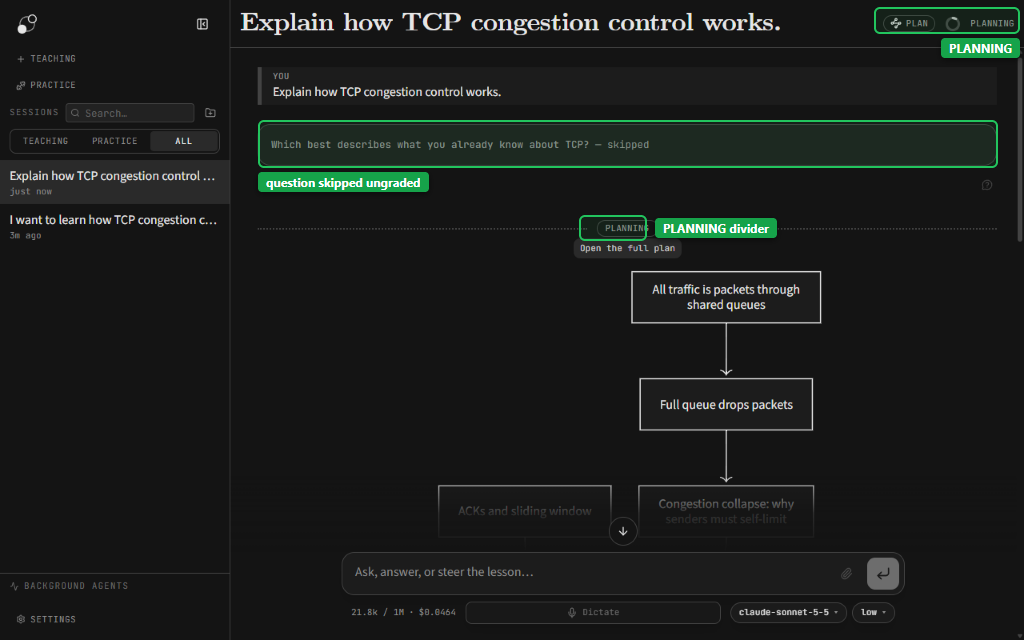 TEACHING
PRACTICE
SESSIONS
Search…
TEACHING PRACTICE ALL
Explain how TCP congestion control …
just now
I want to learn how TCP congestion c…
3m ago
BACKGROUND AGENTS
SETTINGS
Explain how TCP congestion control works.
PLAN PLANNING
PLANNING
YOU
Explain how TCP congestion control works.
Which best describes what you already know about TCP? — skipped
question skipped ungraded
PLANNING
PLANNING divider
Open the full plan
All traffic is packets through
shared queues
Full queue drops packets
ACKs and sliding window
Congestion collapse: why
senders must self-limit
Ask, answer, or steer the lesson…
21.8k / 1M · $0.0464
Dictate
claude-sonnet-5-5
low